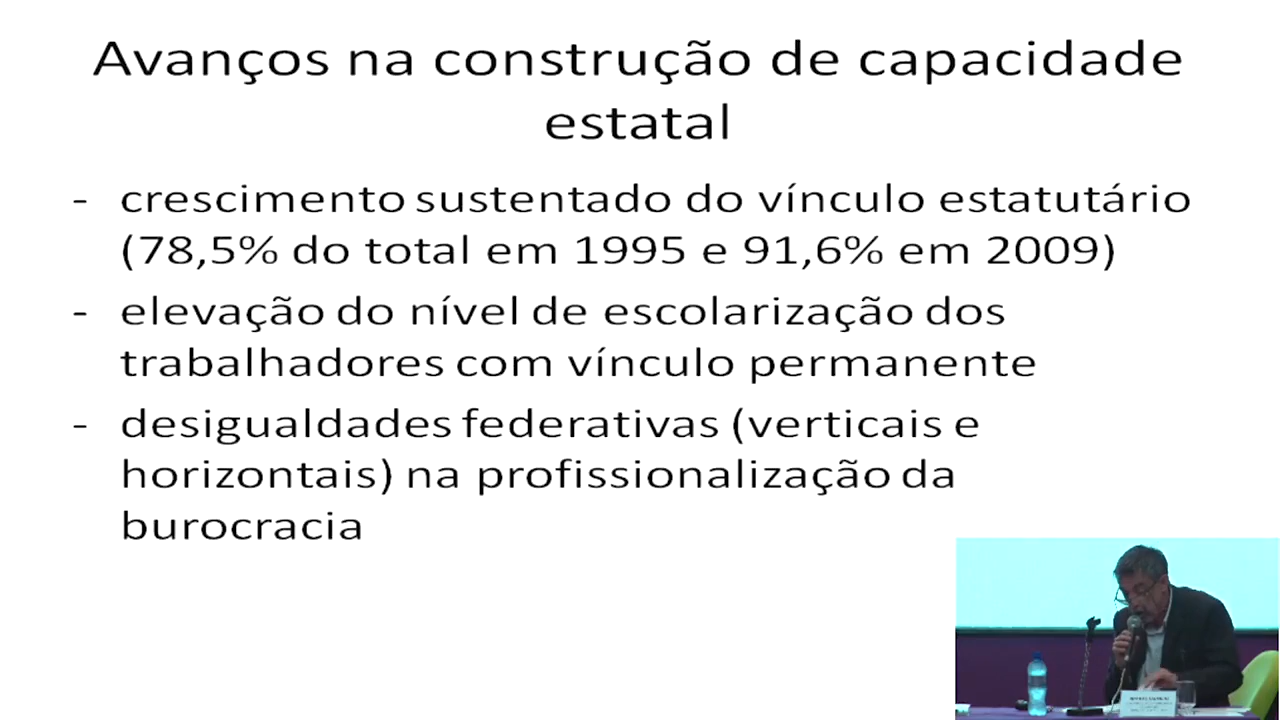 Avanços na construção de capacidade
estatal
- crescimento sustentado do vínculo estatutário
(78,5% do total em 1995 e 91,6% em 2009)
- elevação do nível de escolarização dos
trabalhadores com vínculo permanente
- desigualdades federativas (verticais e
horizontais) na profissionalização da
burocracia